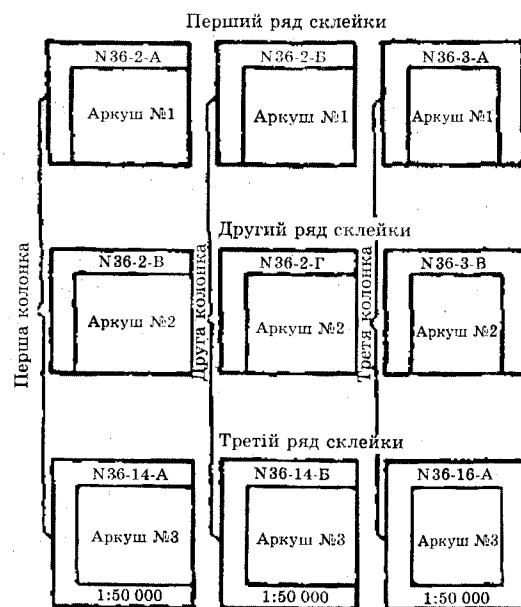 Перший ряд склейки
N36-2-А N36-2-Б N36-3-А
Аркуш №1 Аркуш №1 Аркуш №1
Другий ряд склейки
N36-2-В N36-2-Г N36-3-В
Аркуш №2 Аркуш №2 Аркуш №2
Перша колонка Друга колонка Третя колонка
Третій ряд склейки
N36-14-А N36-14-Б N36-16-А
Аркуш №3 Аркуш №3 Аркуш №3
1:50 000 1:50 000 1:50 000